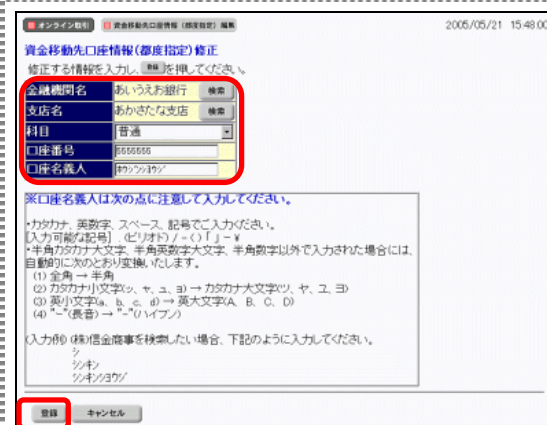 オンライン取引 資金移動先口座情報(都度指定)編集 2005/05/21 15:48:00
資金移動先口座情報(都度指定)修正
修正する情報を入力し、登録を押してください。
金融機関名 あいうえお銀行 検索
支店名 あかさたな支店 検索
科目 普通
口座番号 5555555
口座名義人 ﾎｳｼﾞﾝｼﾖｳｼﾞ
※口座名義人は次の点に注意して入力してください。
・カタカナ、英数字、スペース、記号でご入力ください。
[入力可能な記号] .(ピリオド) / - ( ) 「 」 - ¥
・半角カタカナ大文字、半角英数字大文字、半角数字以外で入力された場合には、
自動的に次のとおり変換いたします。
(1) 全角 → 半角
(2) カタカナ小文字(ッ、ャ、ュ、ョ) → カタカナ大文字(ツ、ヤ、ユ、ヨ)
(3) 英小文字(a、b、c、d) → 英大文字(A、B、C、D)
(4) "ｰ"(長音) → "-"(ハイフン)
(入力例) (株)信金商事を検索したい場合、下記のように入力してください。
シ
シンキン
シンキンシヨウジ
登録 キャンセル